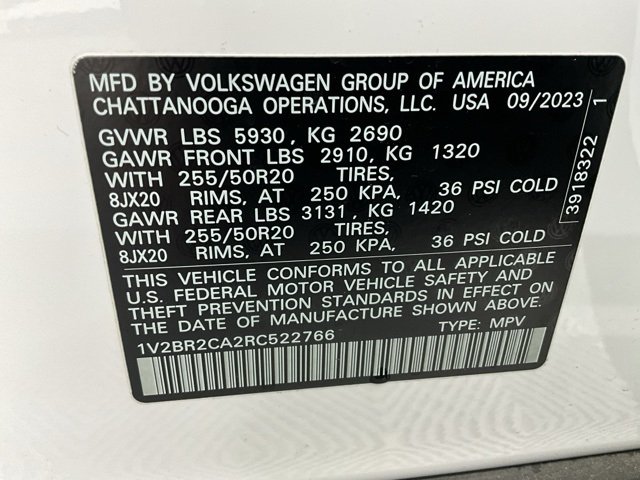 MFD BY VOLKSWAGEN GROUP OF AMERICA
CHATTANOOGA OPERATIONS, LLC. USA 09/2023
GVWR LBS 5930, KG 2690
GAWR FRONT LBS 2910, KG 1320
WITH 255/50R20 TIRES,
8JX20 RIMS, AT 250 KPA, 36 PSI COLD
GAWR REAR LBS 3131, KG 1420
WITH 255/50R20 TIRES,
8JX20 RIMS, AT 250 KPA, 36 PSI COLD
THIS VEHICLE CONFORMS TO ALL APPLICABLE
U.S. FEDERAL MOTOR VEHICLE SAFETY AND
THEFT PREVENTION STANDARDS IN EFFECT ON
THE DATE OF MANUFACTURE SHOWN ABOVE.
1V2BR2CA2RC522766 TYPE: MPV
3918322 1